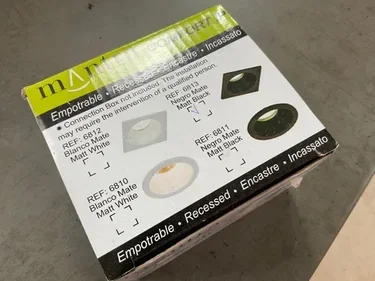 Empotrable • Recessed • Encastre • Incassato
• Connection Box not included. The installation
may require the intervention of a qualified person.
REF: 6812
Blanco Mate
Matt White
REF: 6813
Negro Mate
Matt Black
REF: 6810
Blanco Mate
Matt White
REF: 6811
Negro Mate
Matt Black
Empotrable • Recessed • Encastre • Incassato